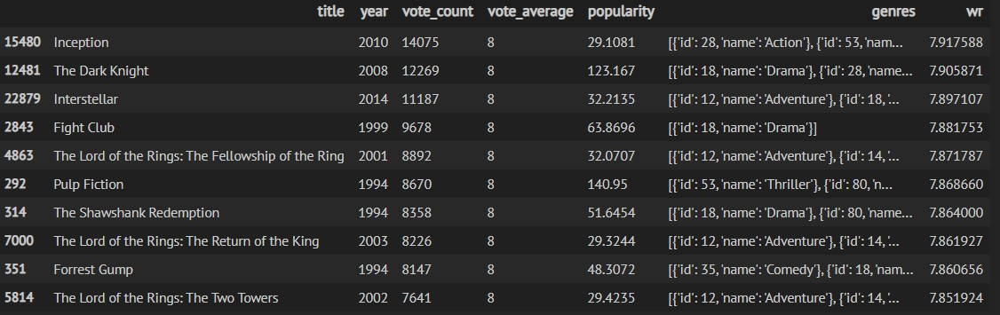 title year vote_count vote_average popularity genres wr
15480 Inception 2010 14075 8 29.1081 [{'id': 28, 'name': 'Action'}, {'id': 53, 'nam... 7.917588
12481 The Dark Knight 2008 12269 8 123.167 [{'id': 18, 'name': 'Drama'}, {'id': 28, 'name... 7.905871
22879 Interstellar 2014 11187 8 32.2135 [{'id': 12, 'name': 'Adventure'}, {'id': 18, '... 7.897107
2843 Fight Club 1999 9678 8 63.8696 [{'id': 18, 'name': 'Drama'}] 7.881753
4863 The Lord of the Rings: The Fellowship of the Ring 2001 8892 8 32.0707 [{'id': 12, 'name': 'Adventure'}, {'id': 14, '... 7.871787
292 Pulp Fiction 1994 8670 8 140.95 [{'id': 53, 'name': 'Thriller'}, {'id': 80, 'n... 7.868660
314 The Shawshank Redemption 1994 8358 8 51.6454 [{'id': 18, 'name': 'Drama'}, {'id': 80, 'name... 7.864000
7000 The Lord of the Rings: The Return of the King 2003 8226 8 29.3244 [{'id': 12, 'name': 'Adventure'}, {'id': 14, '... 7.861927
351 Forrest Gump 1994 8147 8 48.3072 [{'id': 35, 'name': 'Comedy'}, {'id': 18, 'nam... 7.860656
5814 The Lord of the Rings: The Two Towers 2002 7641 8 29.4235 [{'id': 12, 'name': 'Adventure'}, {'id': 14, '... 7.851924